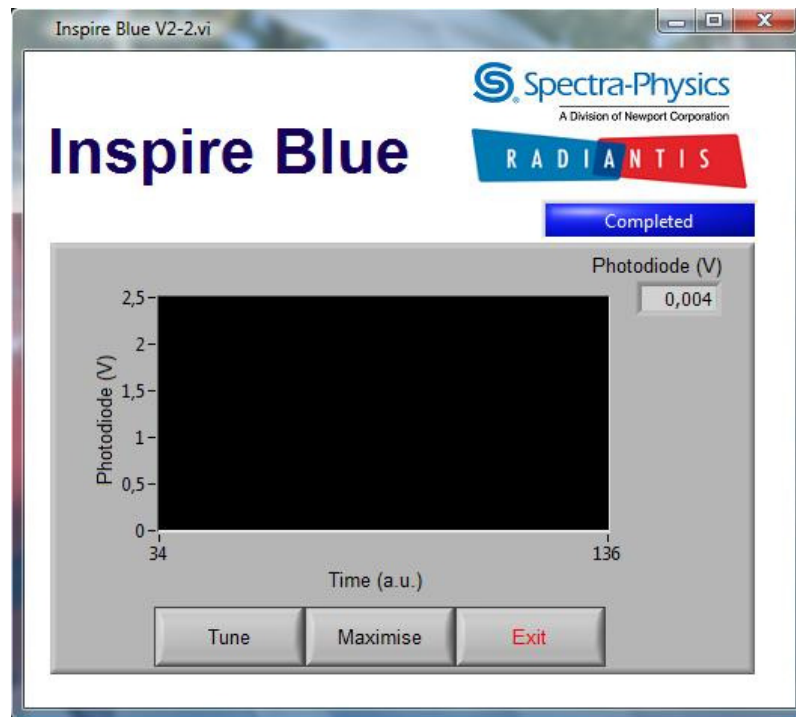 Inspire Blue V2-2.vi
Spectra-Physics
A Division of Newport Corporation
Inspire Blue
RADIANTIS
Completed
Photodiode (V)
0,004
2,5
2
1,5
1
0,5
0
Photodiode (V)
34
136
Time (a.u.)
Tune
Maximise
Exit